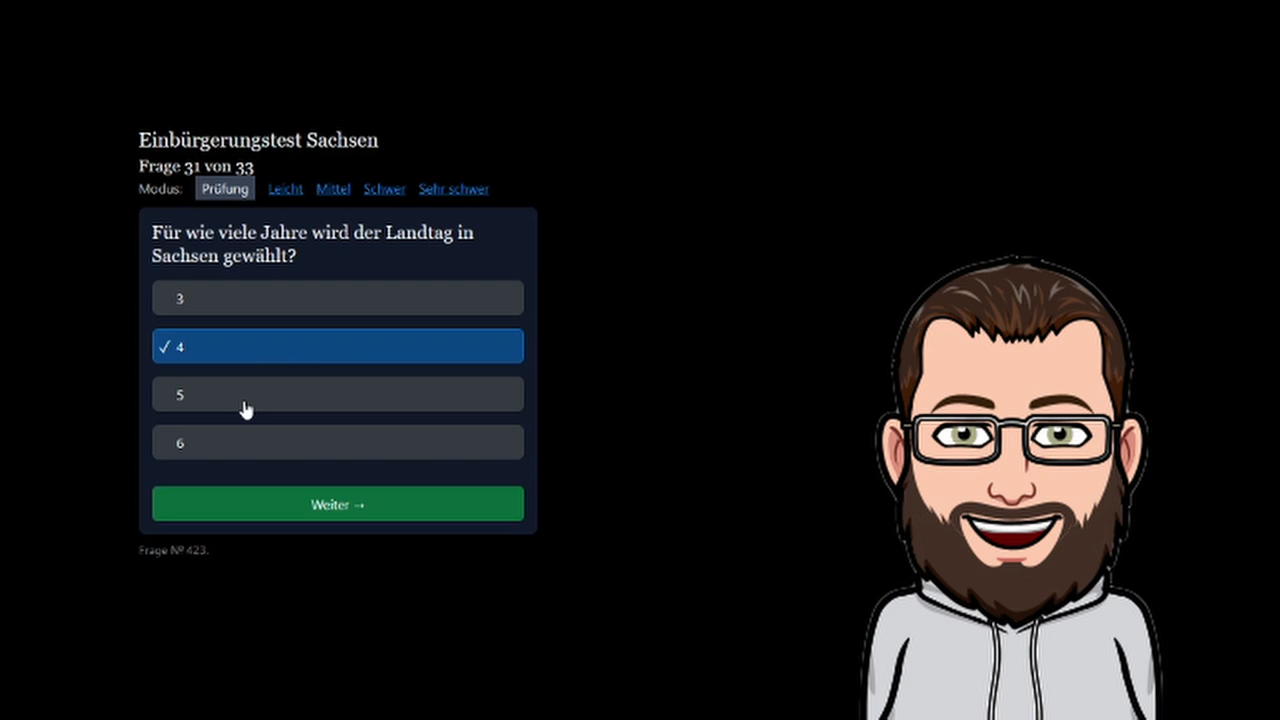 Einbürgerungstest Sachsen
Frage 31 von 33
Modus: Prüfung Leicht Mittel Schwer Sehr schwer
Für wie viele Jahre wird der Landtag in
Sachsen gewählt?
3
✓ 4
5
6
Weiter →
Frage № 423.